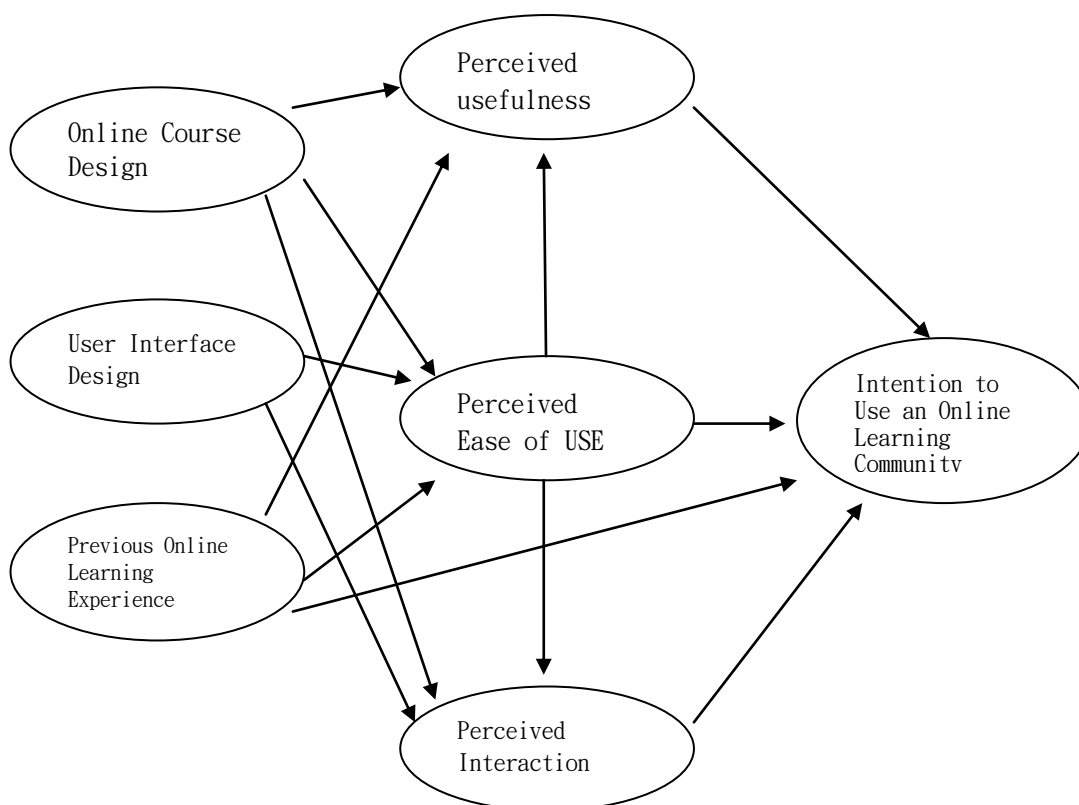 Perceived
usefulness
Online Course
Design
User Interface
Design
Perceived
Ease of USE
Intention to
Use an Online
Learning
Community
Previous Online
Learning
Experience
Perceived
Interaction